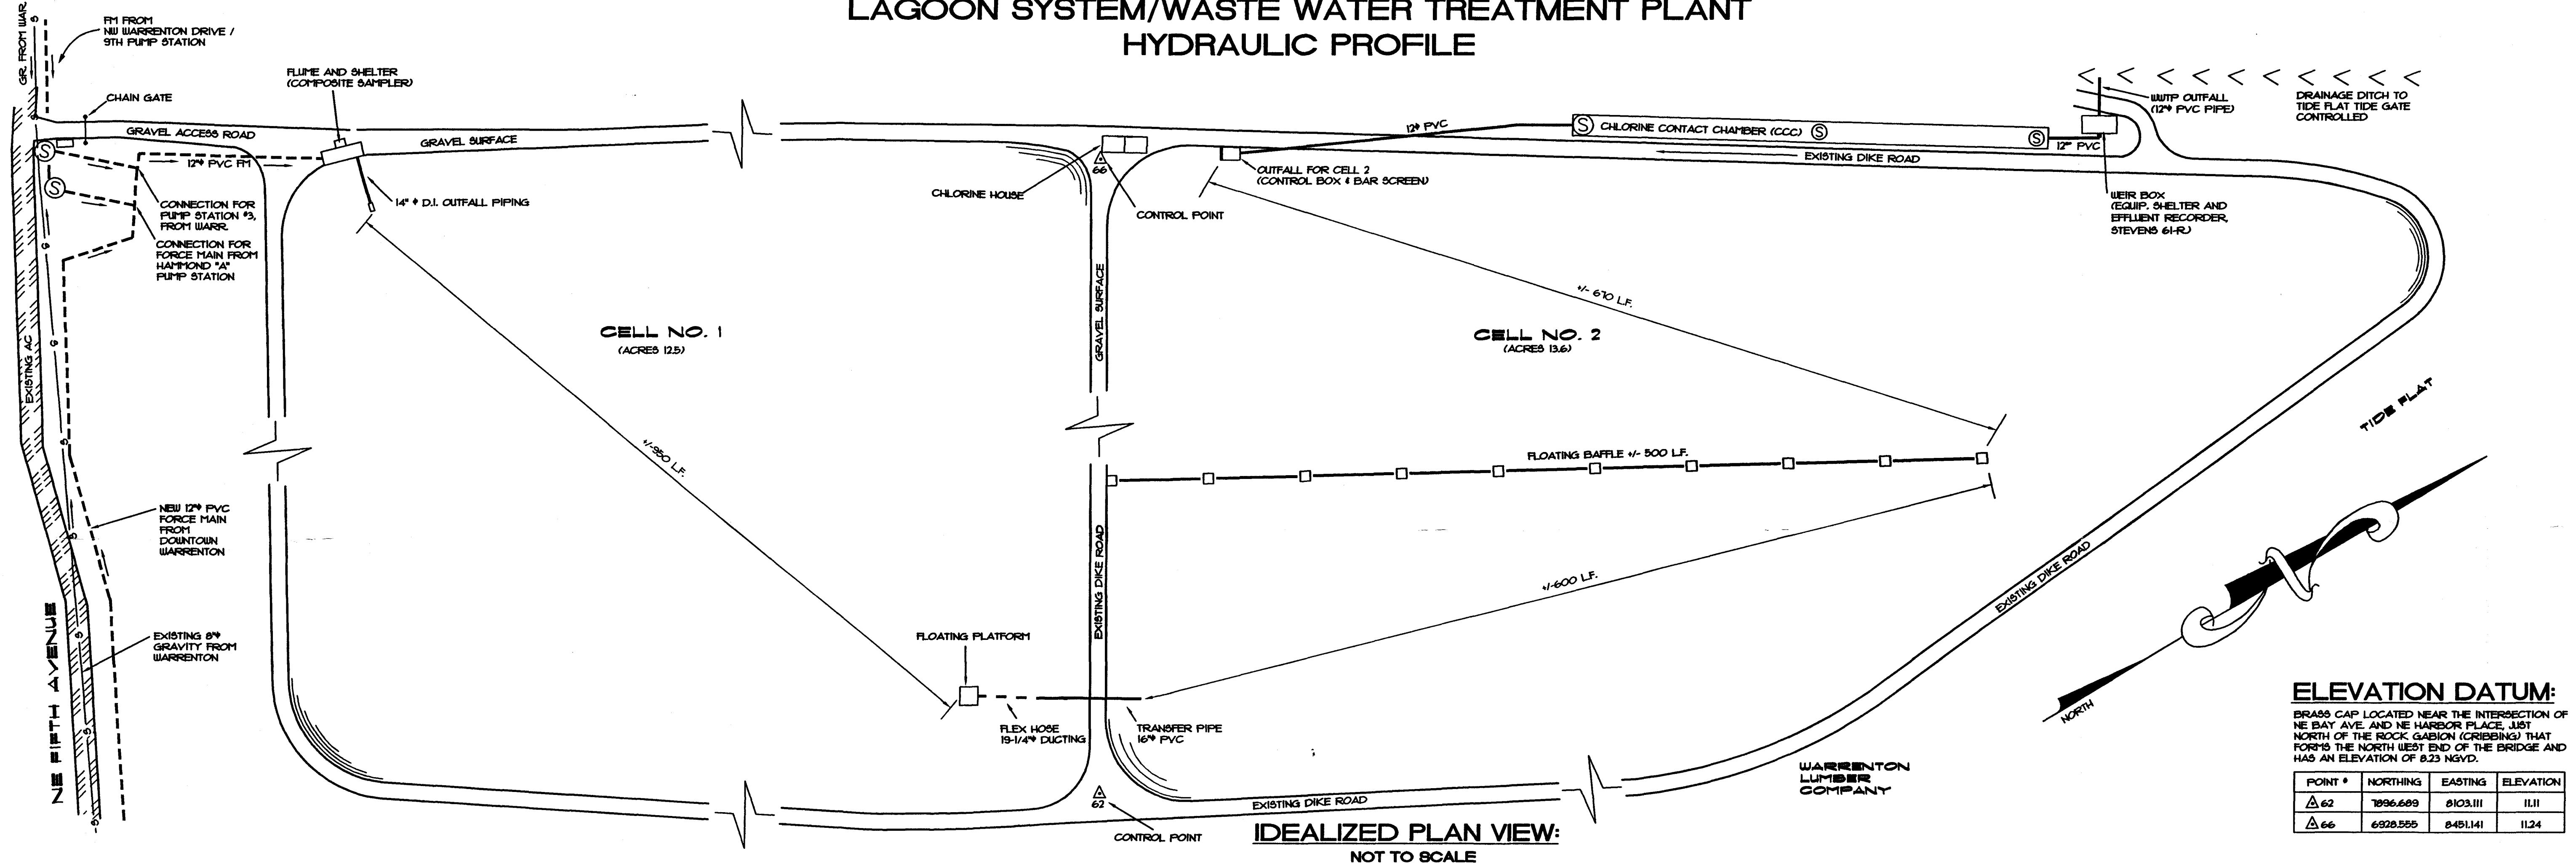 LAGOON SYSTEM/WASTE WATER TREATMENT PLANT
HYDRAULIC PROFILE
GR. FROM WAR
FM FROM
NW WARRENTON DRIVE /
9TH PUMP STATION
CHAIN GATE
FLUME AND SHELTER
(COMPOSITE SAMPLER)
GRAVEL ACCESS ROAD
GRAVEL SURFACE
12"φ PVC FM
14" φ D.I. OUTFALL PIPING
CONNECTION FOR
PUMP STATION #3,
FROM WARR.
CONNECTION FOR
FORCE MAIN FROM
HAMMOND "A"
PUMP STATION
EXISTING AC
S
S
NEW 12"φ PVC
FORCE MAIN
FROM
DOWNTOWN
WARRENTON
EXISTING 8"φ
GRAVITY FROM
WARRENTON
NE FIFTH AVENUE
CELL NO. 1
(ACRES 12.5)
+/-950 L.F.
FLOATING PLATFORM
FLEX HOSE
19-1/4"φ DUCTING
TRANSFER PIPE
16"φ PVC
CHLORINE HOUSE
66
CONTROL POINT
GRAVEL SURFACE
EXISTING DIKE ROAD
62
CONTROL POINT
OUTFALL FOR CELL 2
(CONTROL BOX & BAR SCREEN)
12"φ PVC
S CHLORINE CONTACT CHAMBER (CCC) S
S
12" PVC
EXISTING DIKE ROAD
WWTP OUTFALL
(12"φ PVC PIPE)
DRAINAGE DITCH TO
TIDE FLAT TIDE GATE
CONTROLLED
WEIR BOX
(EQUIP. SHELTER AND
EFFLUENT RECORDER,
STEVENS 61-R)
+/- 670 L.F.
CELL NO. 2
(ACRES 13.6)
FLOATING BAFFLE +/- 500 L.F.
+/-600 L.F.
EXISTING DIKE ROAD
TIDE FLAT
NORTH
WARRENTON
LUMBER
COMPANY
EXISTING DIKE ROAD
IDEALIZED PLAN VIEW:
NOT TO SCALE
ELEVATION DATUM:
BRASS CAP LOCATED NEAR THE INTERSECTION OF
NE BAY AVE. AND NE HARBOR PLACE, JUST
NORTH OF THE ROCK GABION (CRIBBING) THAT
FORMS THE NORTH WEST END OF THE BRIDGE AND
HAS AN ELEVATION OF 8.23 NGVD.
POINT # NORTHING EASTING ELEVATION
62 7896.689 8103.111 11.11
66 6928.555 8451.141 11.24